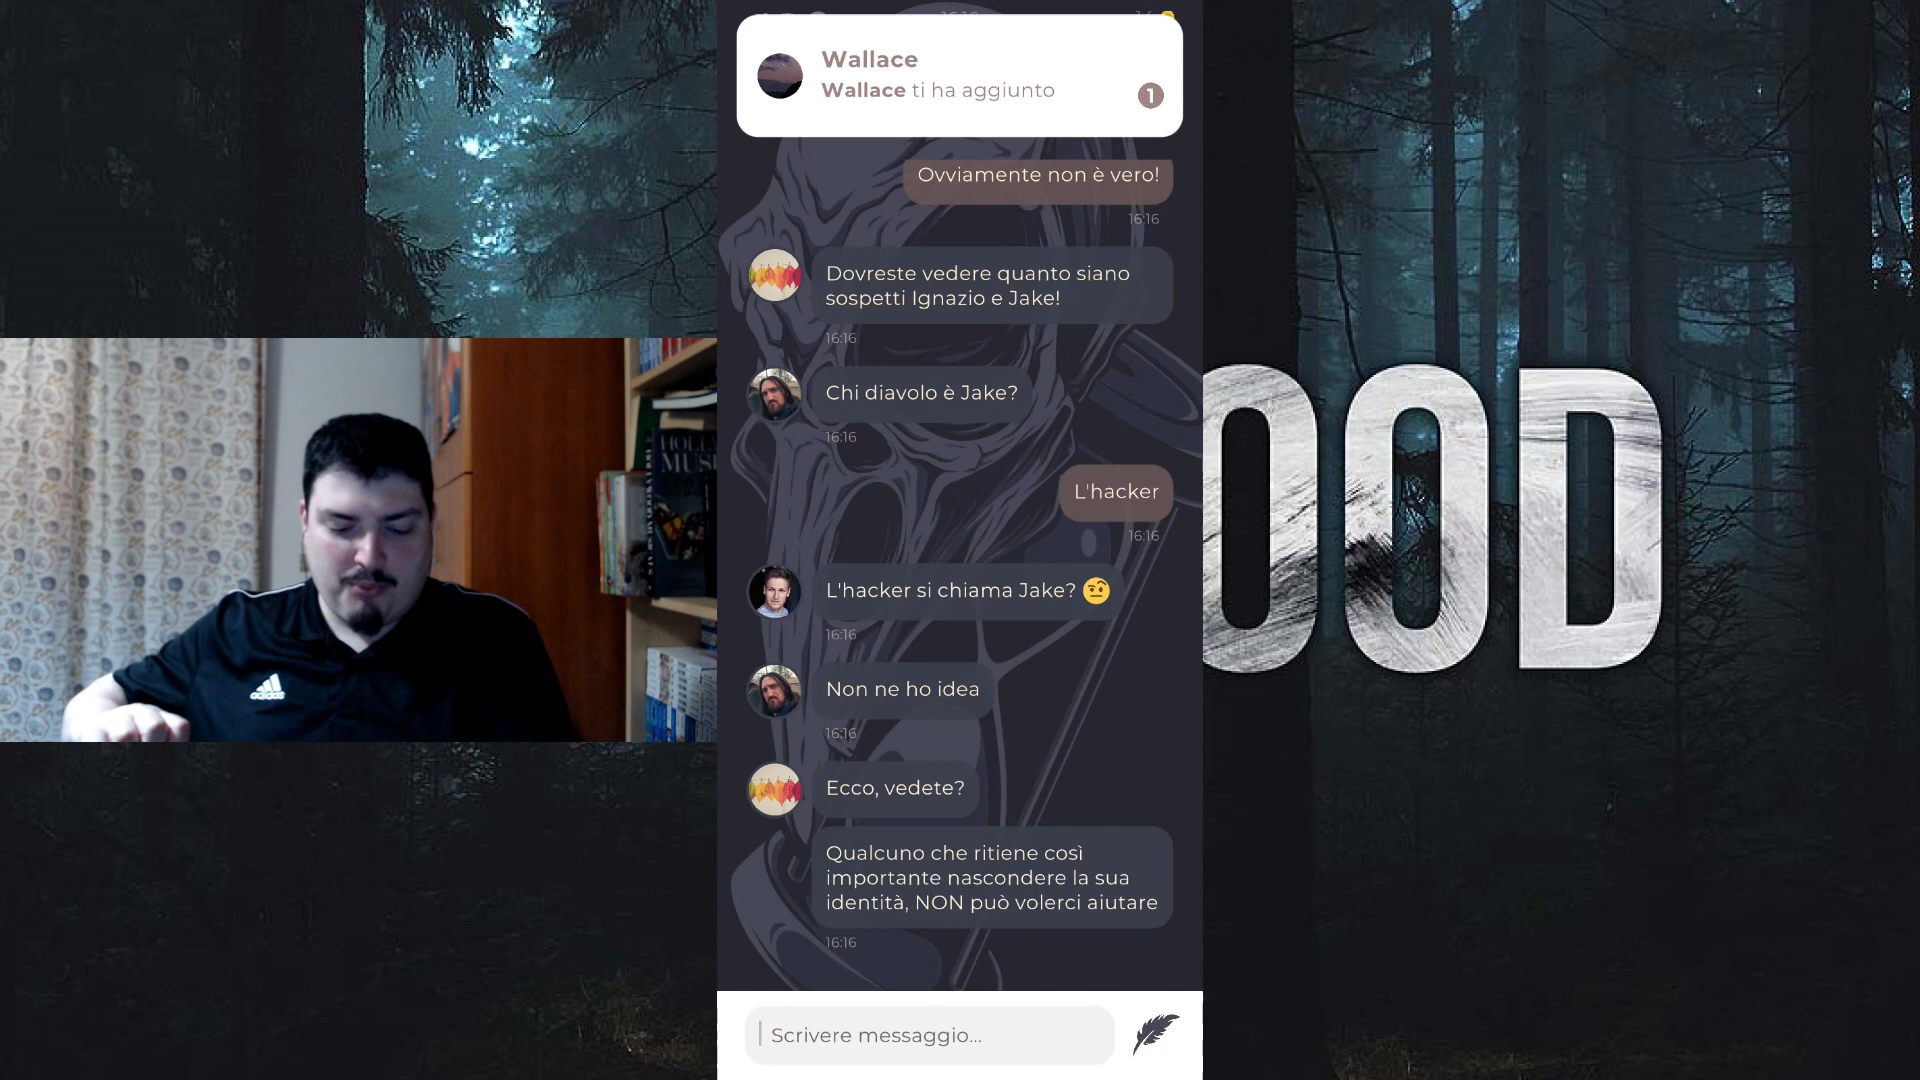 Wallace
Wallace ti ha aggiunto
1
Ovviamente non è vero!
16:16
Dovreste vedere quanto siano
sospetti Ignazio e Jake!
16:16
Chi diavolo è Jake?
16:16
L'hacker
16:16
L'hacker si chiama Jake? 🤨
16:16
Non ne ho idea
16:16
Ecco, vedete?
Qualcuno che ritiene così
importante nascondere la sua
identità, NON può volerci aiutare
16:16
Scrivere messaggio...
OOD
adidas